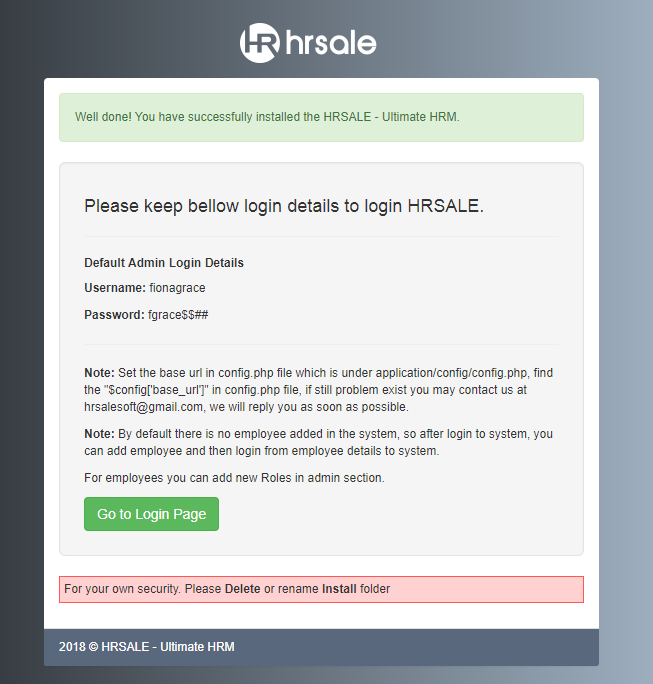 HR hrsale
Well done! You have successfully installed the HRSALE - Ultimate HRM.
Please keep bellow login details to login HRSALE.
Default Admin Login Details
Username: fionagrace
Password: fgrace$$##
Note: Set the base url in config.php file which is under application/config/config.php, find
the "$config['base_url']" in config.php file, if still problem exist you may contact us at
hrsalesoft@gmail.com, we will reply you as soon as possible.
Note: By default there is no employee added in the system, so after login to system, you
can add employee and then login from employee details to system.
For employees you can add new Roles in admin section.
Go to Login Page
For your own security. Please Delete or rename Install folder
2018 © HRSALE - Ultimate HRM